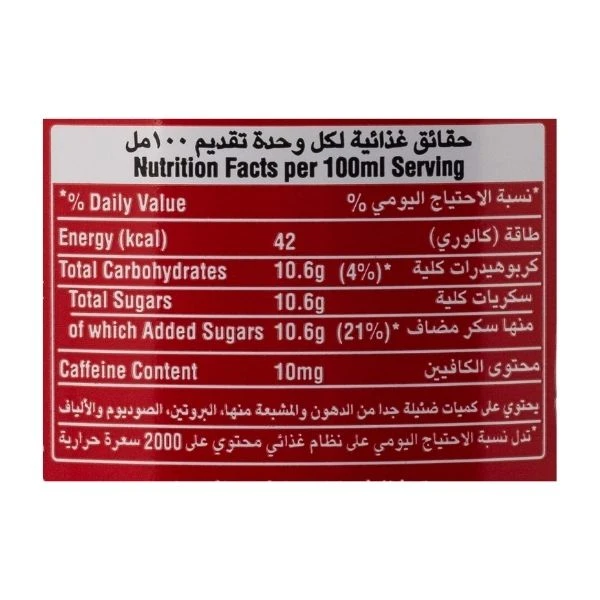 حقائق غذائية لكل وحدة تقديم ١٠٠مل
Nutrition Facts per 100ml Serving
*% Daily Value نسبة الاحتياج اليومي %*
Energy (kcal) 42 طاقة (كالوري)
Total Carbohydrates 10.6g (4%)* كربوهيدرات كلية
Total Sugars 10.6g سكريات كلية
of which Added Sugars 10.6g (21%)* منها سكر مضاف
Caffeine Content 10mg محتوى الكافيين
يحتوي على كميات ضئيلة جدا من الدهون والمشبعة منها، البروتين، الصوديوم والألياف
*تدل نسبة الاحتياج اليومي على نظام غذائي محتوي على 2000 سعرة حرارية